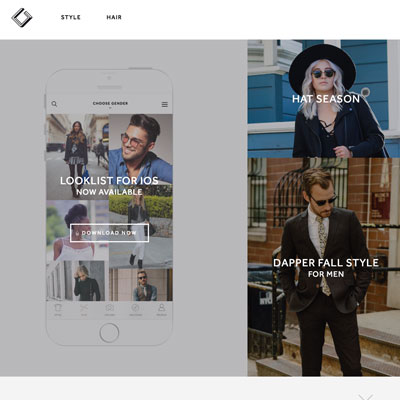 STYLE HAIR
CHOOSE GENDER
LOOKLIST FOR IOS
NOW AVAILABLE
DOWNLOAD NOW
HAT SEASON
DAPPER FALL STYLE
FOR MEN